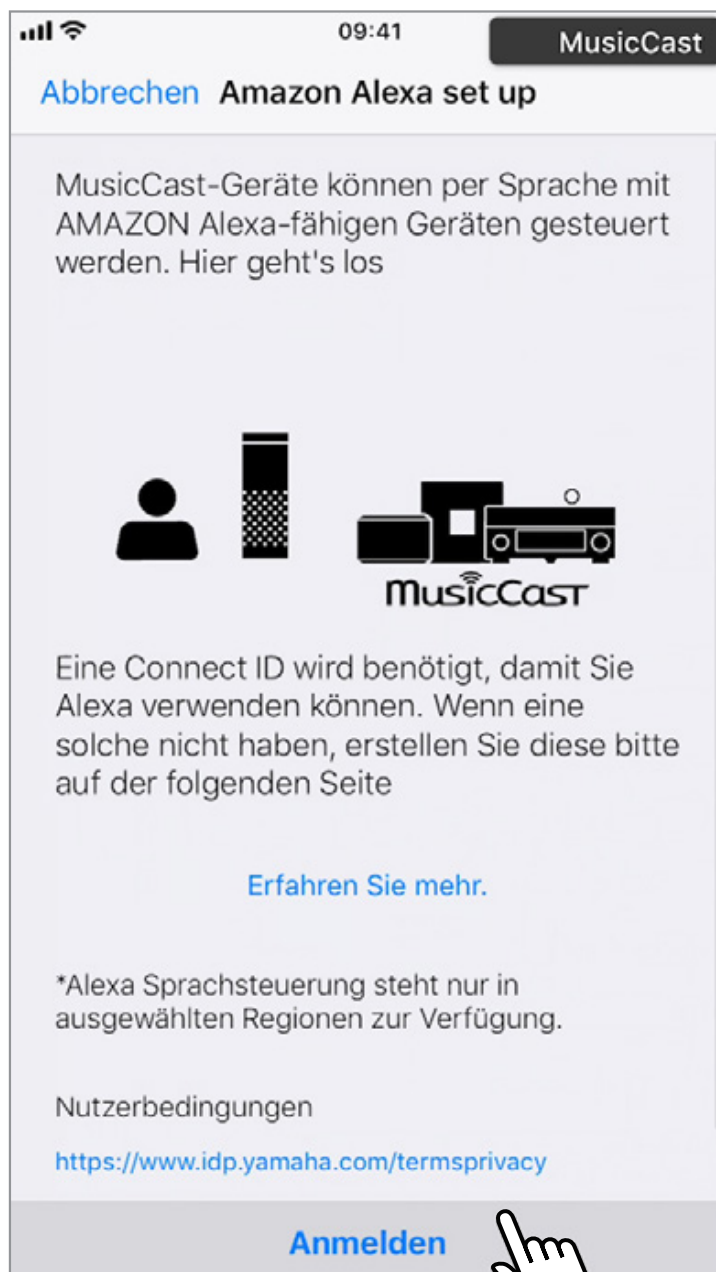 09:41
MusicCast
Abbrechen Amazon Alexa set up
MusicCast-Geräte können per Sprache mit
AMAZON Alexa-fähigen Geräten gesteuert
werden. Hier geht's los
MusicCast
Eine Connect ID wird benötigt, damit Sie
Alexa verwenden können. Wenn eine
solche nicht haben, erstellen Sie diese bitte
auf der folgenden Seite
Erfahren Sie mehr.
*Alexa Sprachsteuerung steht nur in
ausgewählten Regionen zur Verfügung.
Nutzerbedingungen
https://www.idp.yamaha.com/termsprivacy
Anmelden